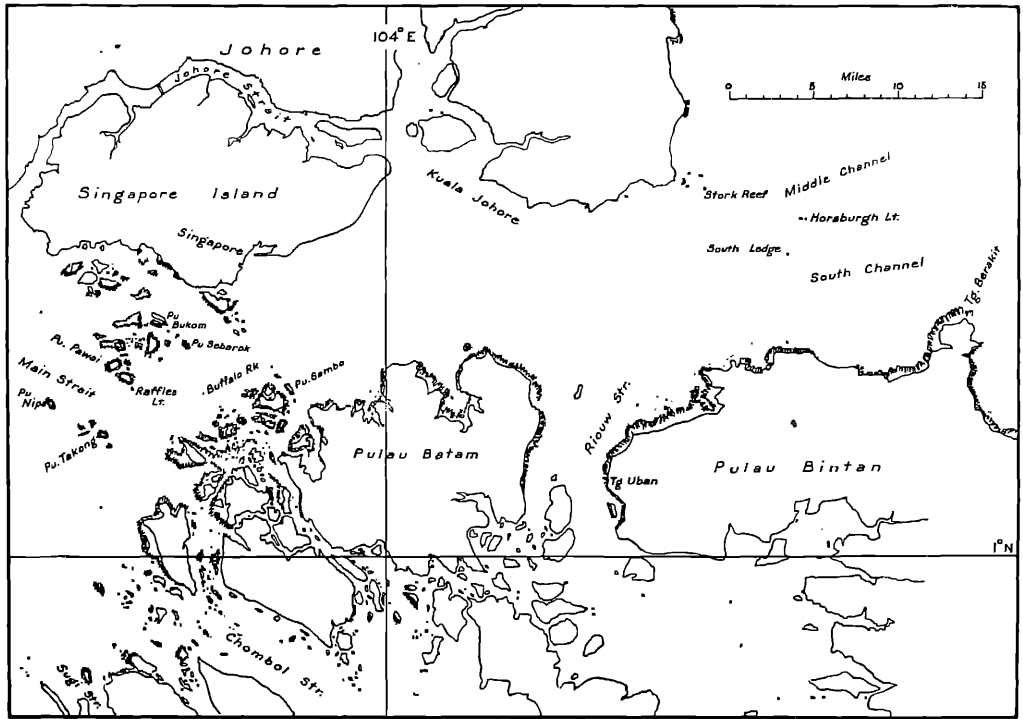 Johore
104° E
Johore Strait
Miles
0 5 10 15
Singapore Island
Kuala Johore
Stork Reef
Middle Channel
Horsburgh Lt.
Singapore
South Ledge
South Channel
Tg. Berakit
Pu Bukom
Pu Sebarok
Pu. Pawai
Main Strait
Raffles Lt.
Buffalo Rk
Pu. Sambo
Pu Nipa
Pu. Takong
Riouw Str.
Pulau Batam
Pulau Bintan
Tg Uban
1° N
Chombol Str.
Sugi Str.